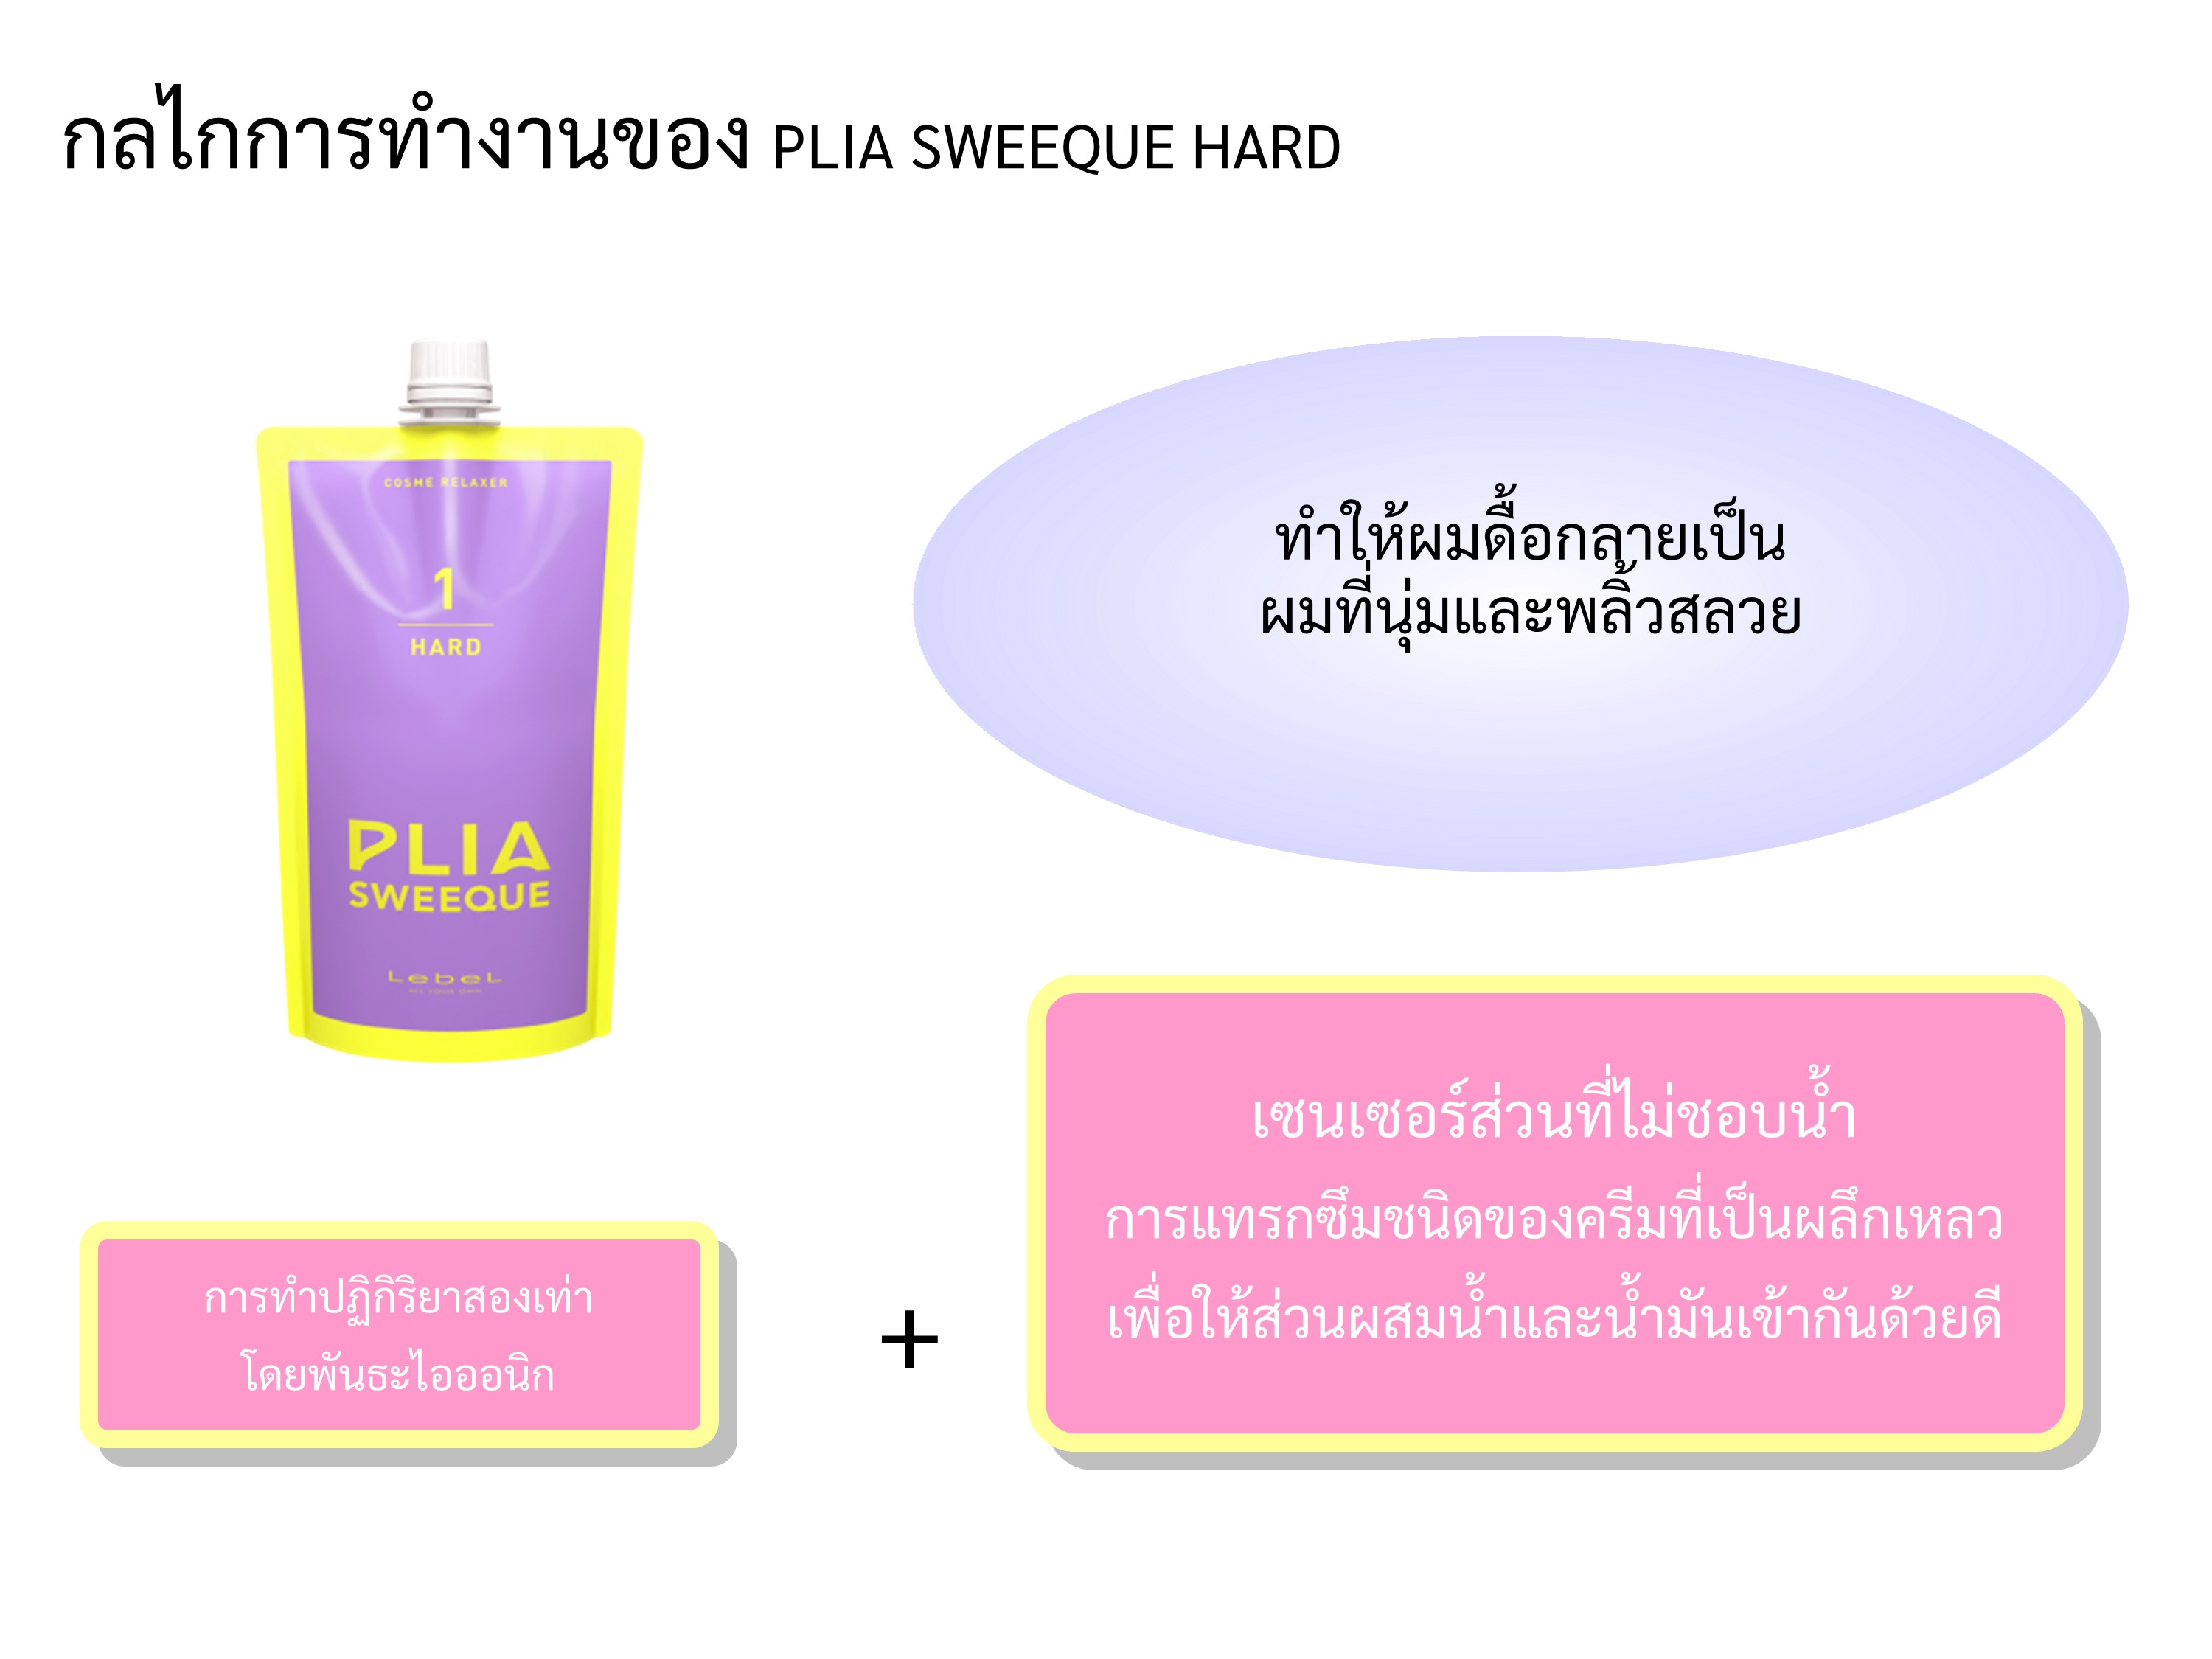 กลไกการทำงานของ PLIA SWEEQUE HARD
COSME RELAXER
1
HARD
PLIA
SWEEQUE
LebeL
ALL YOUR OWN
ทำให้ผมดื้อกลายเป็น
ผมที่นุ่มและพลิ้วสลวย
การทำปฏิกิริยาสองเท่า
โดยพันธะไอออนิก
+
เซนเซอร์ส่วนที่ไม่ชอบน้ำ
การแทรกซึมชนิดของครีมที่เป็นผลึกเหลว
เพื่อให้ส่วนผสมน้ำและน้ำมันเข้ากันด้วยดี